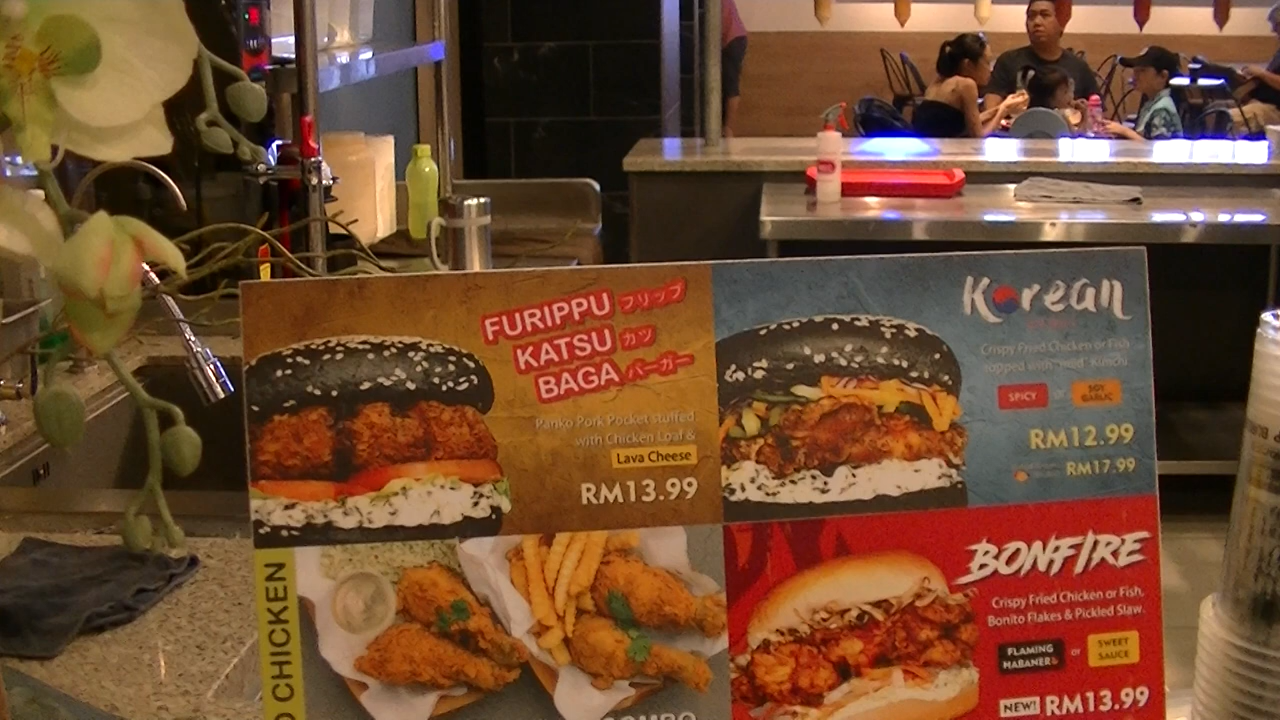 FURIPPU フリップ
KATSU カツ
BAGA バーガー
Panko Pork Pocket stuffed
with Chicken Loaf &
Lava Cheese
RM13.99
Korean
Crispy Fried Chicken or Fish
topped with "mild" Kimchi
SPICY or SOY GARLIC
RM12.99
RM17.99
CHICKEN
BONFIRE
Crispy Fried Chicken or Fish,
Bonito Flakes & Pickled Slaw.
FLAMING HABANERO or SWEET SAUCE
NEW! RM13.99